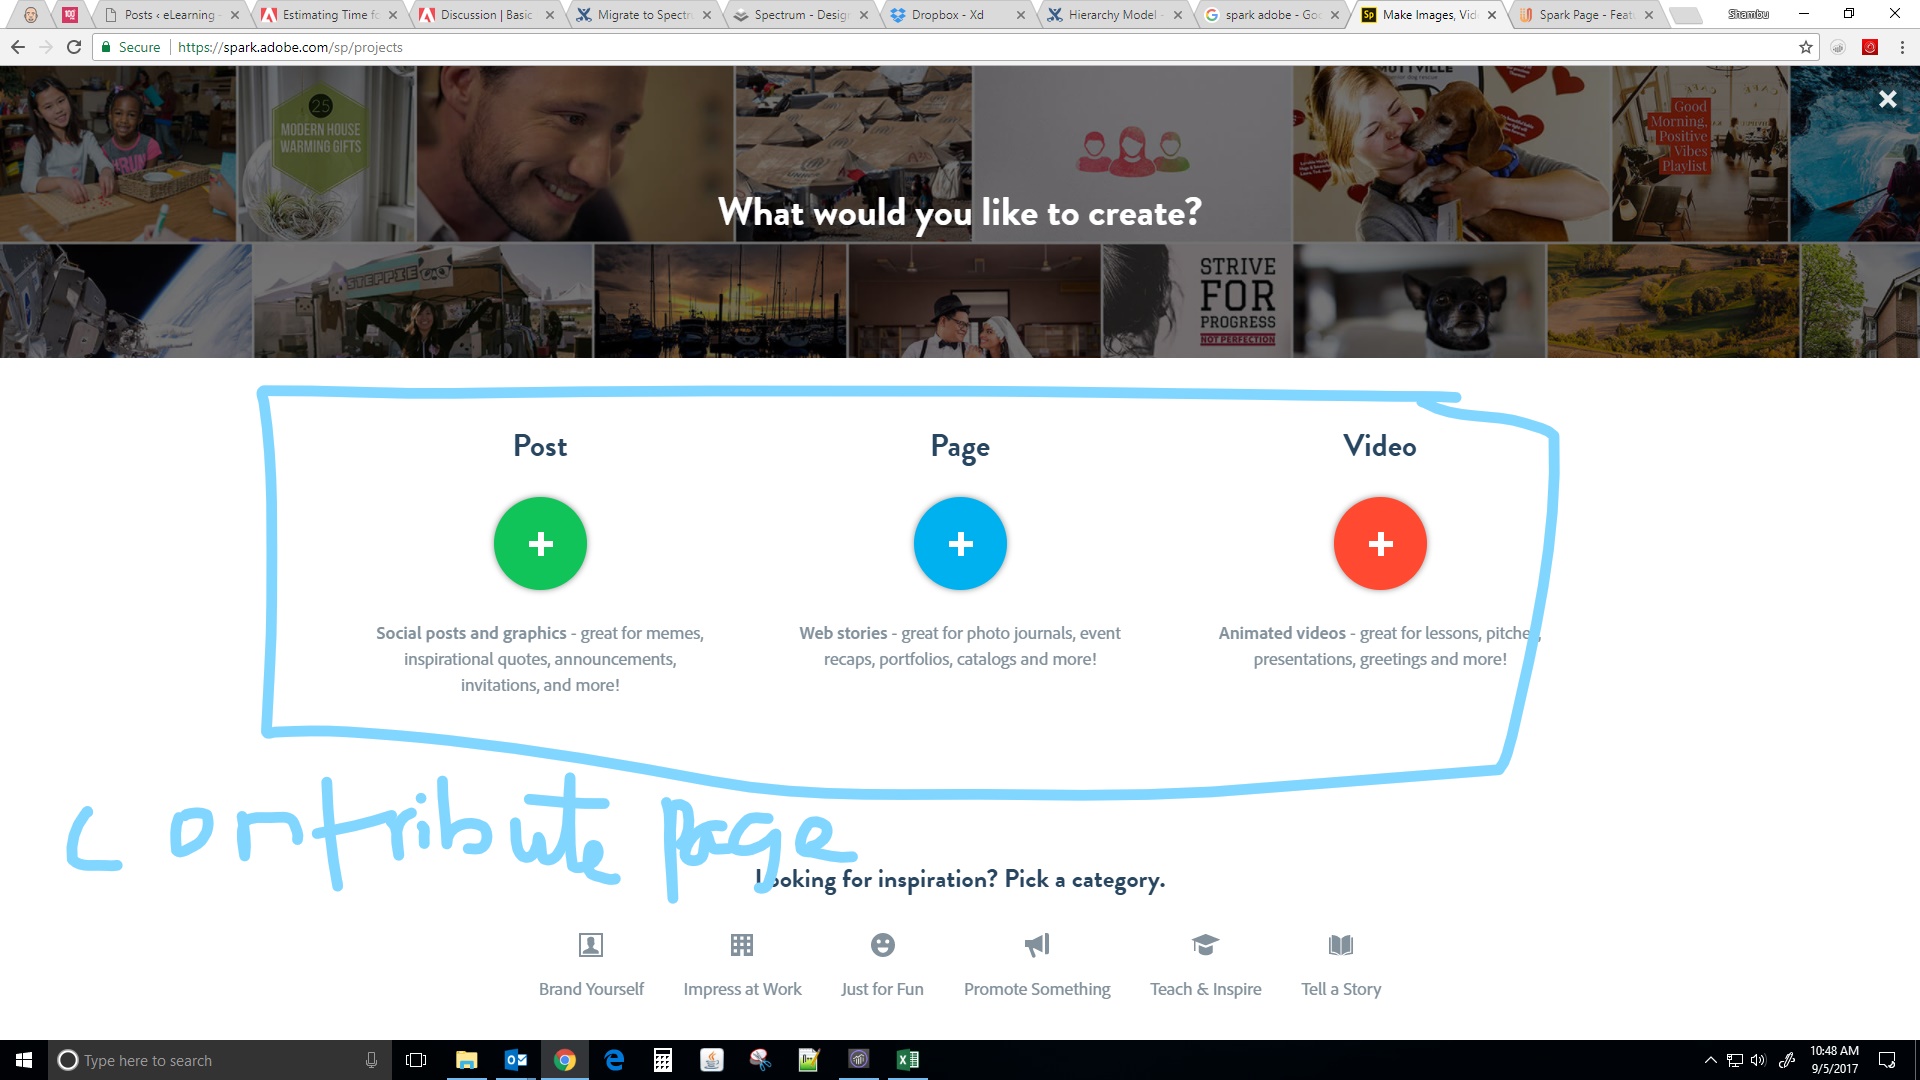 Posts ‹ eLearning -
Estimating Time fo
Discussion | Basic
Migrate to Spectru
Spectrum - Design
Dropbox - Xd
Hierarchy Model -
spark adobe - Goo
Make Images, Vid
Spark Page - Feat
Shambu
Secure https://spark.adobe.com/sp/projects
25
MODERN HOUSE
WARMING GIFTS
MUTTVILLE
Good
Morning,
Positive
Vibes
Playlist
What would you like to create?
STEPPIE
STRIVE
FOR
PROGRESS
NOT PERFECTION
Post Page Video
Social posts and graphics - great for memes,
inspirational quotes, announcements,
invitations, and more!
Web stories - great for photo journals, event
recaps, portfolios, catalogs and more!
Animated videos - great for lessons, pitches,
presentations, greetings and more!
contribute page
Looking for inspiration? Pick a category.
Brand Yourself Impress at Work Just for Fun Promote Something Teach & Inspire Tell a Story
Type here to search
10:48 AM
9/5/2017